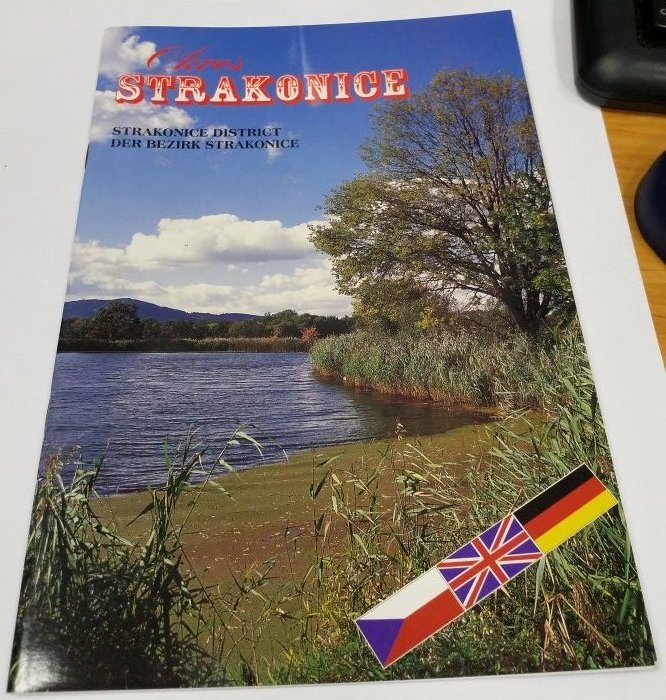 Okres
STRAKONICE
STRAKONICE DISTRICT
DER BEZIRK STRAKONICE